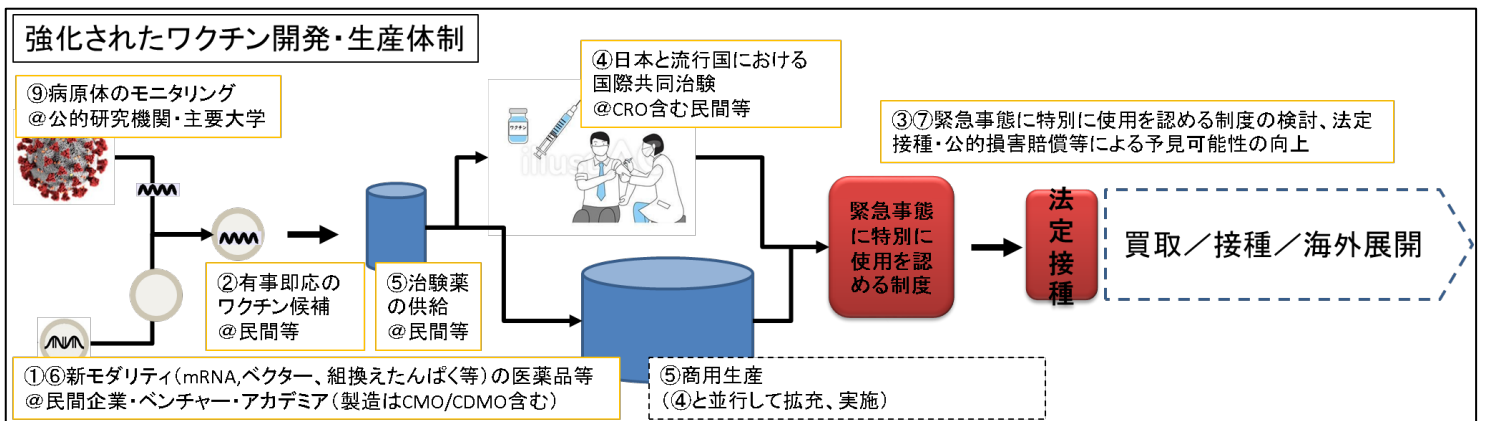 強化されたワクチン開発・生産体制
⑨病原体のモニタリング
@公的研究機関・主要大学
④日本と流行国における
国際共同治験
@CRO含む民間等
ワクチン
③⑦緊急事態に特別に使用を認める制度の検討、法定
接種・公的損害賠償等による予見可能性の向上
②有事即応の
ワクチン候補
@民間等
⑤治験薬
の供給
@民間等
緊急事態
に特別に
使用を認
める制度
法定接種
買取/接種/海外展開
①⑥新モダリティ(mRNA,ベクター、組換えたんぱく等)の医薬品等
@民間企業・ベンチャー・アカデミア(製造はCMO/CDMO含む)
⑤商用生産
(④と並行して拡充、実施)